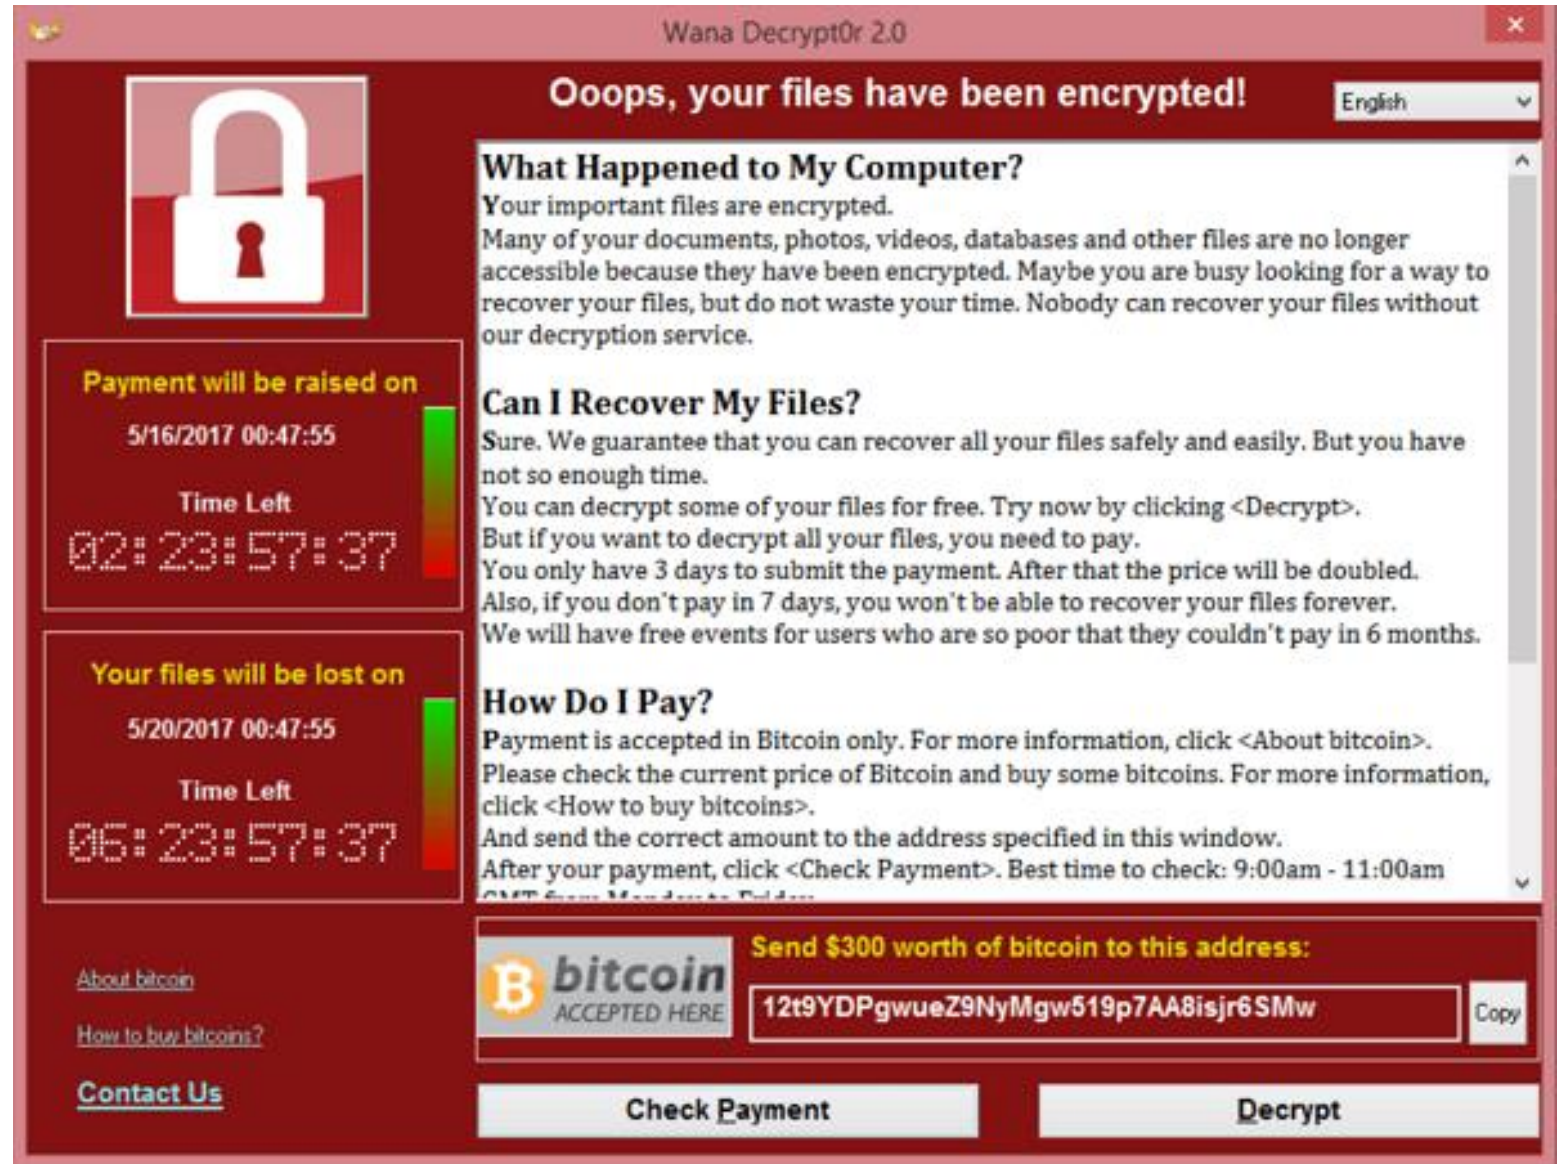 Wana Decrypt0r 2.0
Ooops, your files have been encrypted!
English
Payment will be raised on
5/16/2017 00:47:55
Time Left
02:23:57:37
Your files will be lost on
5/20/2017 00:47:55
Time Left
06:23:57:37
About bitcoin
How to buy bitcoins?
Contact Us
What Happened to My Computer?
Your important files are encrypted.
Many of your documents, photos, videos, databases and other files are no longer
accessible because they have been encrypted. Maybe you are busy looking for a way to
recover your files, but do not waste your time. Nobody can recover your files without
our decryption service.
Can I Recover My Files?
Sure. We guarantee that you can recover all your files safely and easily. But you have
not so enough time.
You can decrypt some of your files for free. Try now by clicking <Decrypt>.
But if you want to decrypt all your files, you need to pay.
You only have 3 days to submit the payment. After that the price will be doubled.
Also, if you don't pay in 7 days, you won't be able to recover your files forever.
We will have free events for users who are so poor that they couldn't pay in 6 months.
How Do I Pay?
Payment is accepted in Bitcoin only. For more information, click <About bitcoin>.
Please check the current price of Bitcoin and buy some bitcoins. For more information,
click <How to buy bitcoins>.
And send the correct amount to the address specified in this window.
After your payment, click <Check Payment>. Best time to check: 9:00am - 11:00am
GMT from Monday to Friday.
bitcoin
ACCEPTED HERE
Send $300 worth of bitcoin to this address:
12t9YDPgwueZ9NyMgw519p7AA8isjr6SMw
Copy
Check Payment
Decrypt